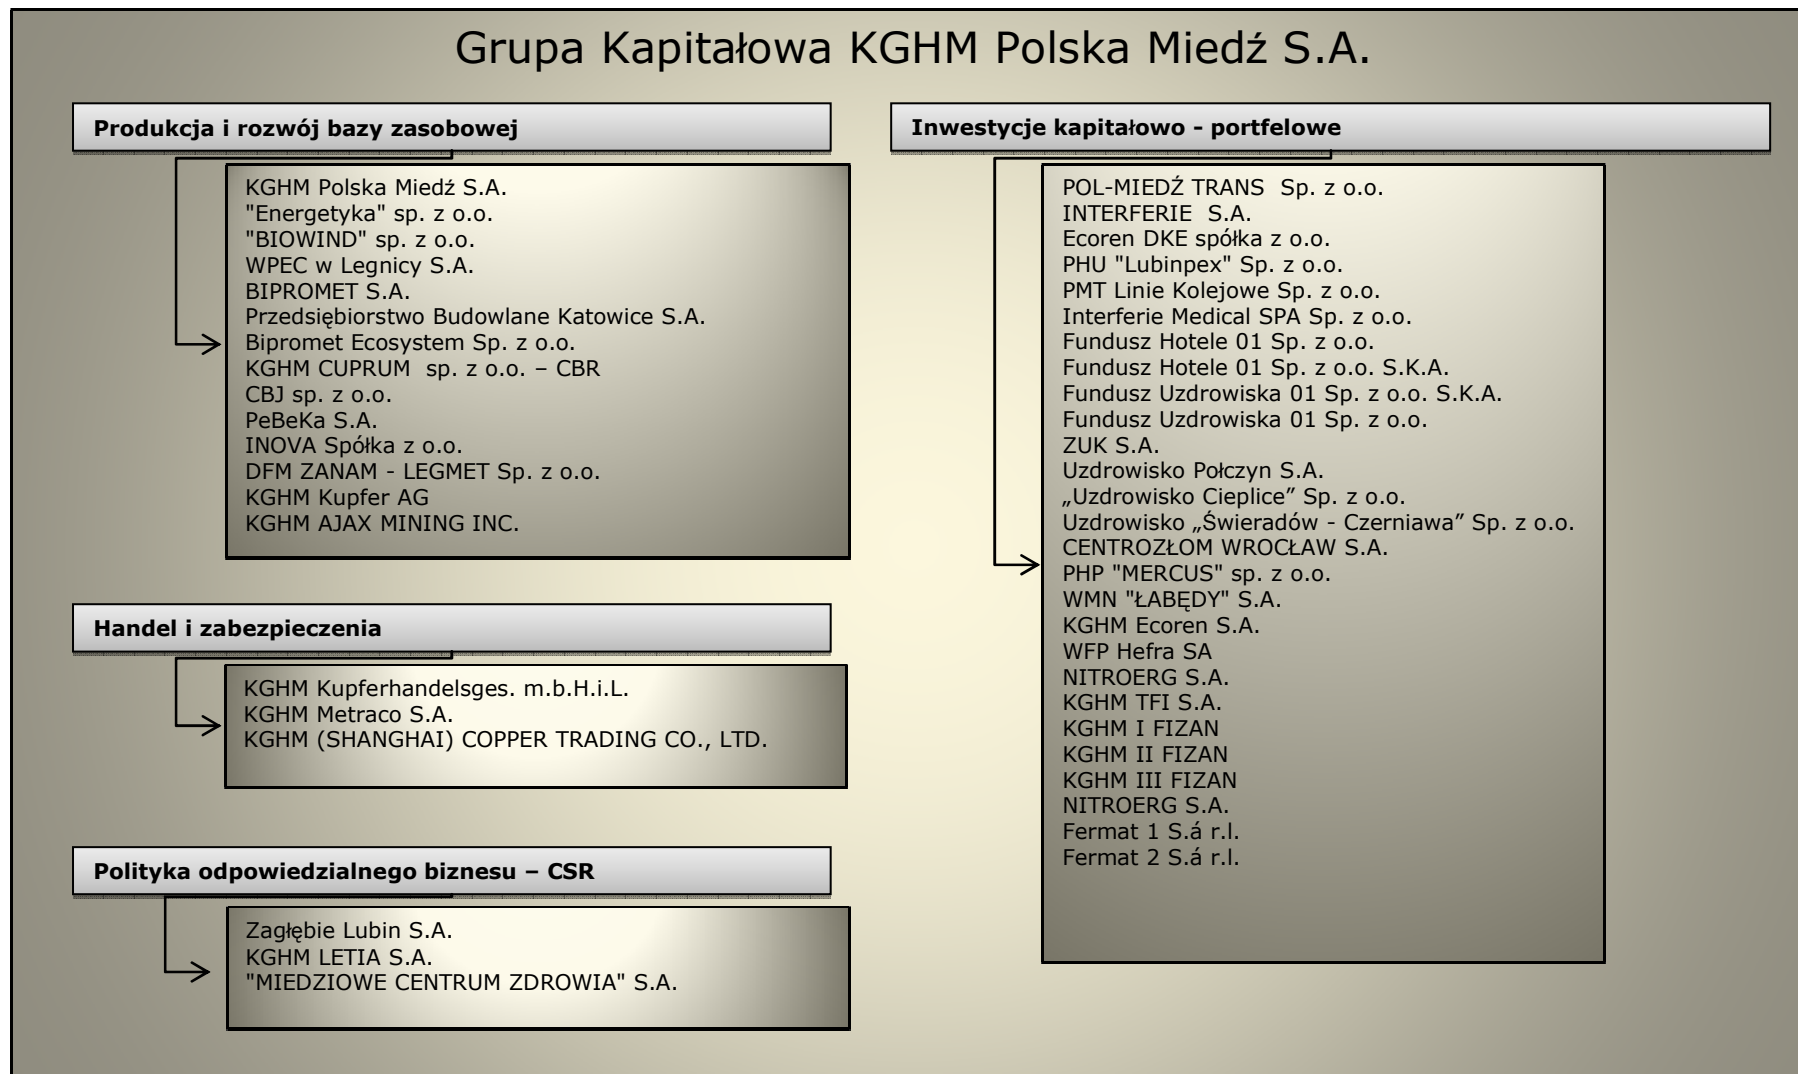 Grupa Kapitałowa KGHM Polska Miedź S.A.
Produkcja i rozwój bazy zasobowej
KGHM Polska Miedź S.A.
"Energetyka" sp. z o.o.
"BIOWIND" sp. z o.o.
WPEC w Legnicy S.A.
BIPROMET S.A.
Przedsiębiorstwo Budowlane Katowice S.A.
Bipromet Ecosystem Sp. z o.o.
KGHM CUPRUM sp. z o.o. – CBR
CBJ sp. z o.o.
PeBeKa S.A.
INOVA Spółka z o.o.
DFM ZANAM - LEGMET Sp. z o.o.
KGHM Kupfer AG
KGHM AJAX MINING INC.
Handel i zabezpieczenia
KGHM Kupferhandelsges. m.b.H.i.L.
KGHM Metraco S.A.
KGHM (SHANGHAI) COPPER TRADING CO., LTD.
Polityka odpowiedzialnego biznesu – CSR
Zagłębie Lubin S.A.
KGHM LETIA S.A.
"MIEDZIOWE CENTRUM ZDROWIA" S.A.
Inwestycje kapitałowo - portfelowe
POL-MIEDŹ TRANS Sp. z o.o.
INTERFERIE S.A.
Ecoren DKE spółka z o.o.
PHU "Lubinpex" Sp. z o.o.
PMT Linie Kolejowe Sp. z o.o.
Interferie Medical SPA Sp. z o.o.
Fundusz Hotele 01 Sp. z o.o.
Fundusz Hotele 01 Sp. z o.o. S.K.A.
Fundusz Uzdrowiska 01 Sp. z o.o. S.K.A.
Fundusz Uzdrowiska 01 Sp. z o.o.
ZUK S.A.
Uzdrowisko Połczyn S.A.
„Uzdrowisko Cieplice” Sp. z o.o.
Uzdrowisko „Świeradów - Czerniawa” Sp. z o.o.
CENTROZŁOM WROCŁAW S.A.
PHP "MERCUS" sp. z o.o.
WMN "ŁABĘDY" S.A.
KGHM Ecoren S.A.
WFP Hefra SA
NITROERG S.A.
KGHM TFI S.A.
KGHM I FIZAN
KGHM II FIZAN
KGHM III FIZAN
NITROERG S.A.
Fermat 1 S.á r.l.
Fermat 2 S.á r.l.